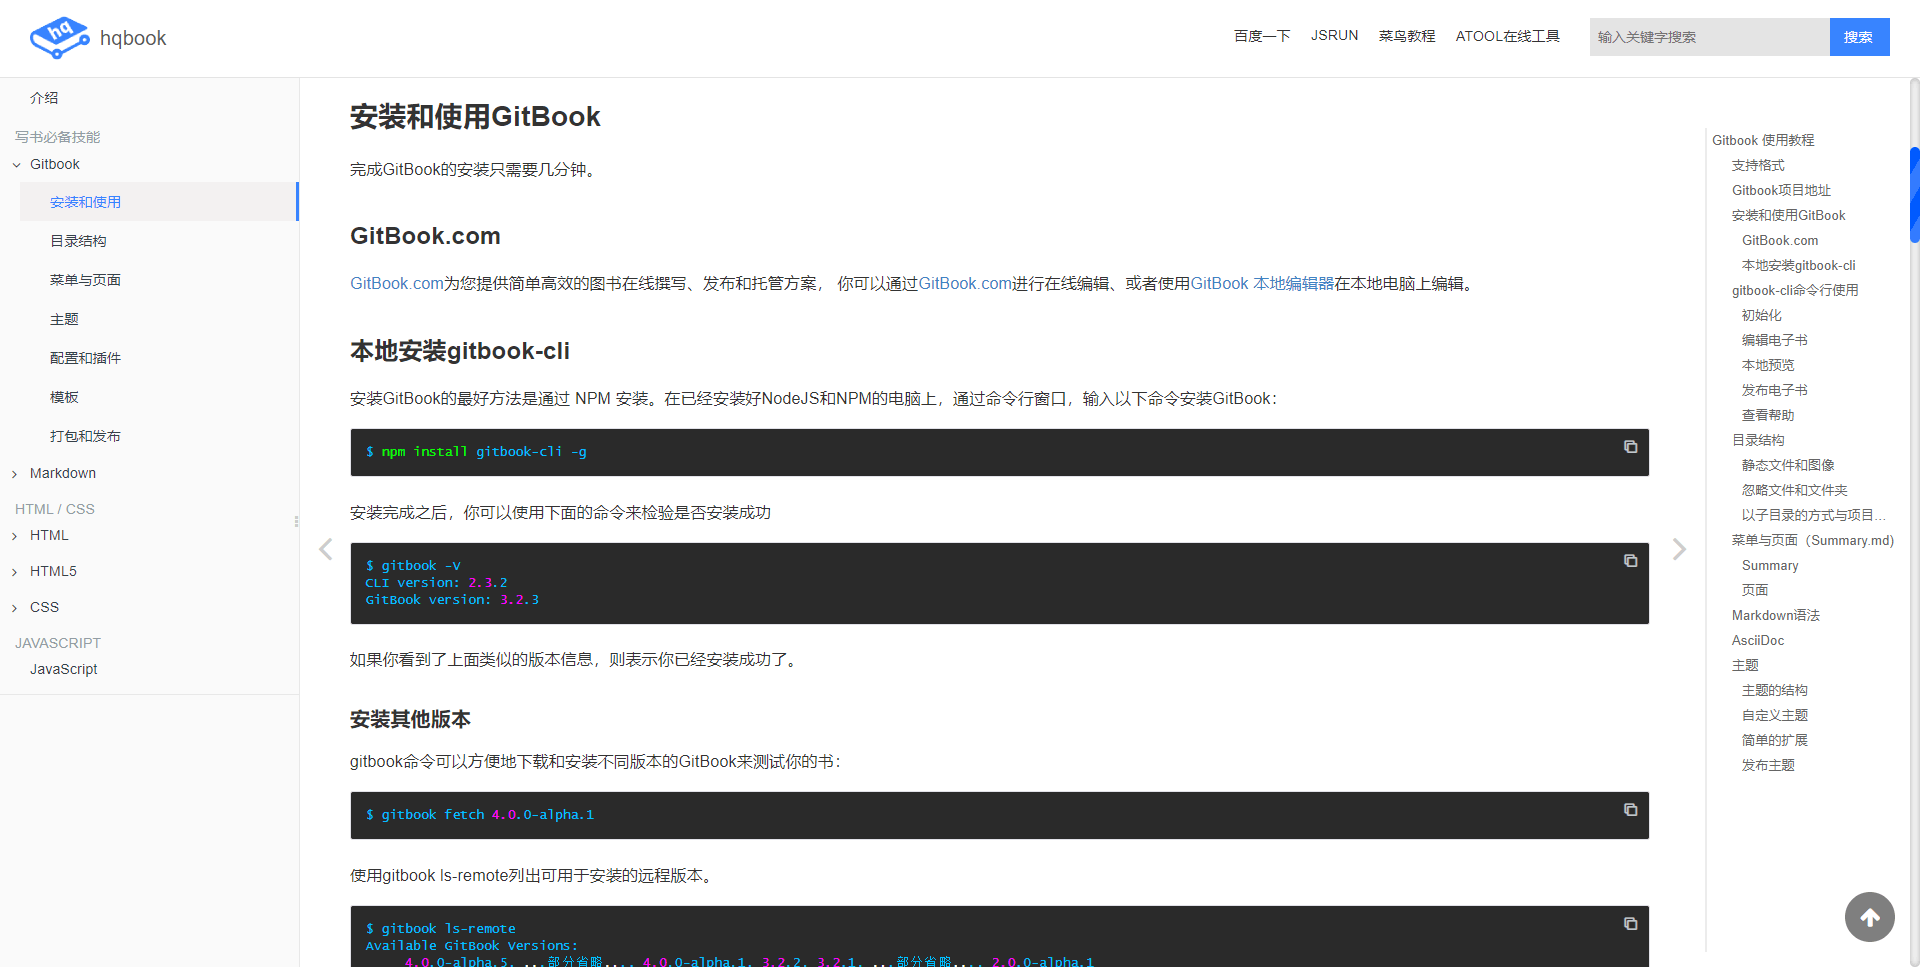 hq
hqbook
百度一下 JSRUN 菜鸟教程 ATOOL在线工具
输入关键字搜索 搜索
介绍
写书必备技能
Gitbook
安装和使用
目录结构
菜单与页面
主题
配置和插件
模板
打包和发布
Markdown
HTML / CSS
HTML
HTML5
CSS
JAVASCRIPT
JavaScript
安装和使用GitBook
完成GitBook的安装只需要几分钟。
GitBook.com
GitBook.com为您提供简单高效的图书在线撰写、发布和托管方案， 你可以通过GitBook.com进行在线编辑、或者使用GitBook 本地编辑器在本地电脑上编辑。
本地安装gitbook-cli
安装GitBook的最好方法是通过 NPM 安装。在已经安装好NodeJS和NPM的电脑上，通过命令行窗口，输入以下命令安装GitBook：
$ npm install gitbook-cli -g
安装完成之后，你可以使用下面的命令来检验是否安装成功
$ gitbook -V
CLI version: 2.3.2
GitBook version: 3.2.3
如果你看到了上面类似的版本信息，则表示你已经安装成功了。
安装其他版本
gitbook命令可以方便地下载和安装不同版本的GitBook来测试你的书：
$ gitbook fetch 4.0.0-alpha.1
使用gitbook ls-remote列出可用于安装的远程版本。
$ gitbook ls-remote
Available GitBook Versions:
4.0.0-alpha.5, ...部分省略..., 4.0.0-alpha.1, 3.2.2, 3.2.1, ...部分省略..., 2.0.0-alpha.1
Gitbook 使用教程
支持格式
Gitbook项目地址
安装和使用GitBook
GitBook.com
本地安装gitbook-cli
gitbook-cli命令行使用
初始化
编辑电子书
本地预览
发布电子书
查看帮助
目录结构
静态文件和图像
忽略文件和文件夹
以子目录的方式与项目...
菜单与页面（Summary.md)
Summary
页面
Markdown语法
AsciiDoc
主题
主题的结构
自定义主题
简单的扩展
发布主题